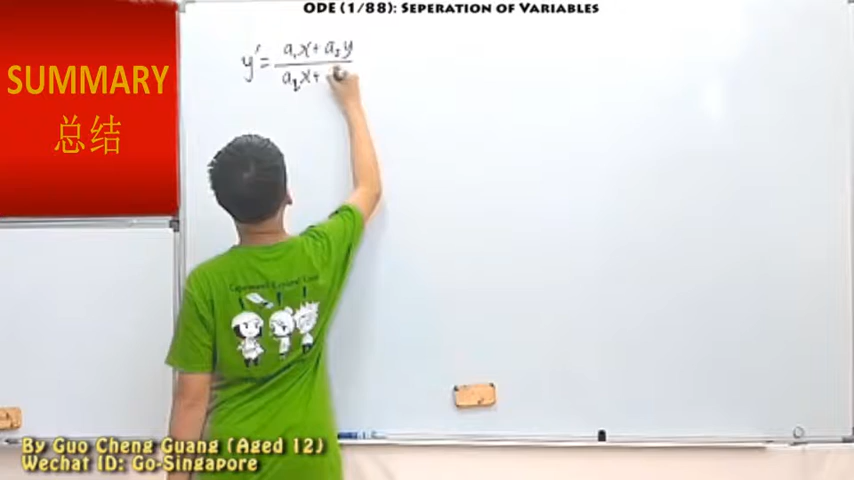 ODE (1/88): SEPERATION OF VARIABLES
SUMMARY
总结
y' = a₁x + a₂y
a₂x +
By Guo Cheng Guang (Aged 12)
Wechat ID: Go-Singapore